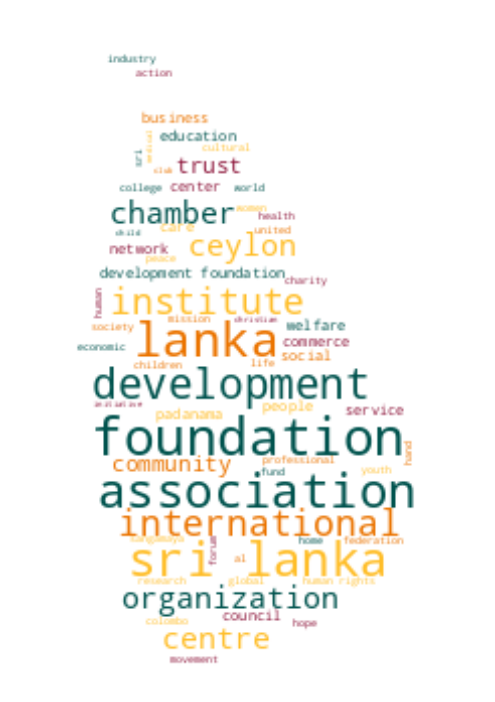 industry
action
business
education
cultural
sri
medical
club
trust
college center world
chamber
women
health
child
care
united
ceylon
network
peace
development foundation
charity
human
institute
mission christian
society
welfare
lanka
commerce
economic
social
children
life
development
initiative
people
padanama
service
foundation
hand
community
professional
fund
youth
association
international
sangamaya
forum
home
federation
sri lanka
al
research
global
human rights
organization
council
colombo
hope
centre
movement